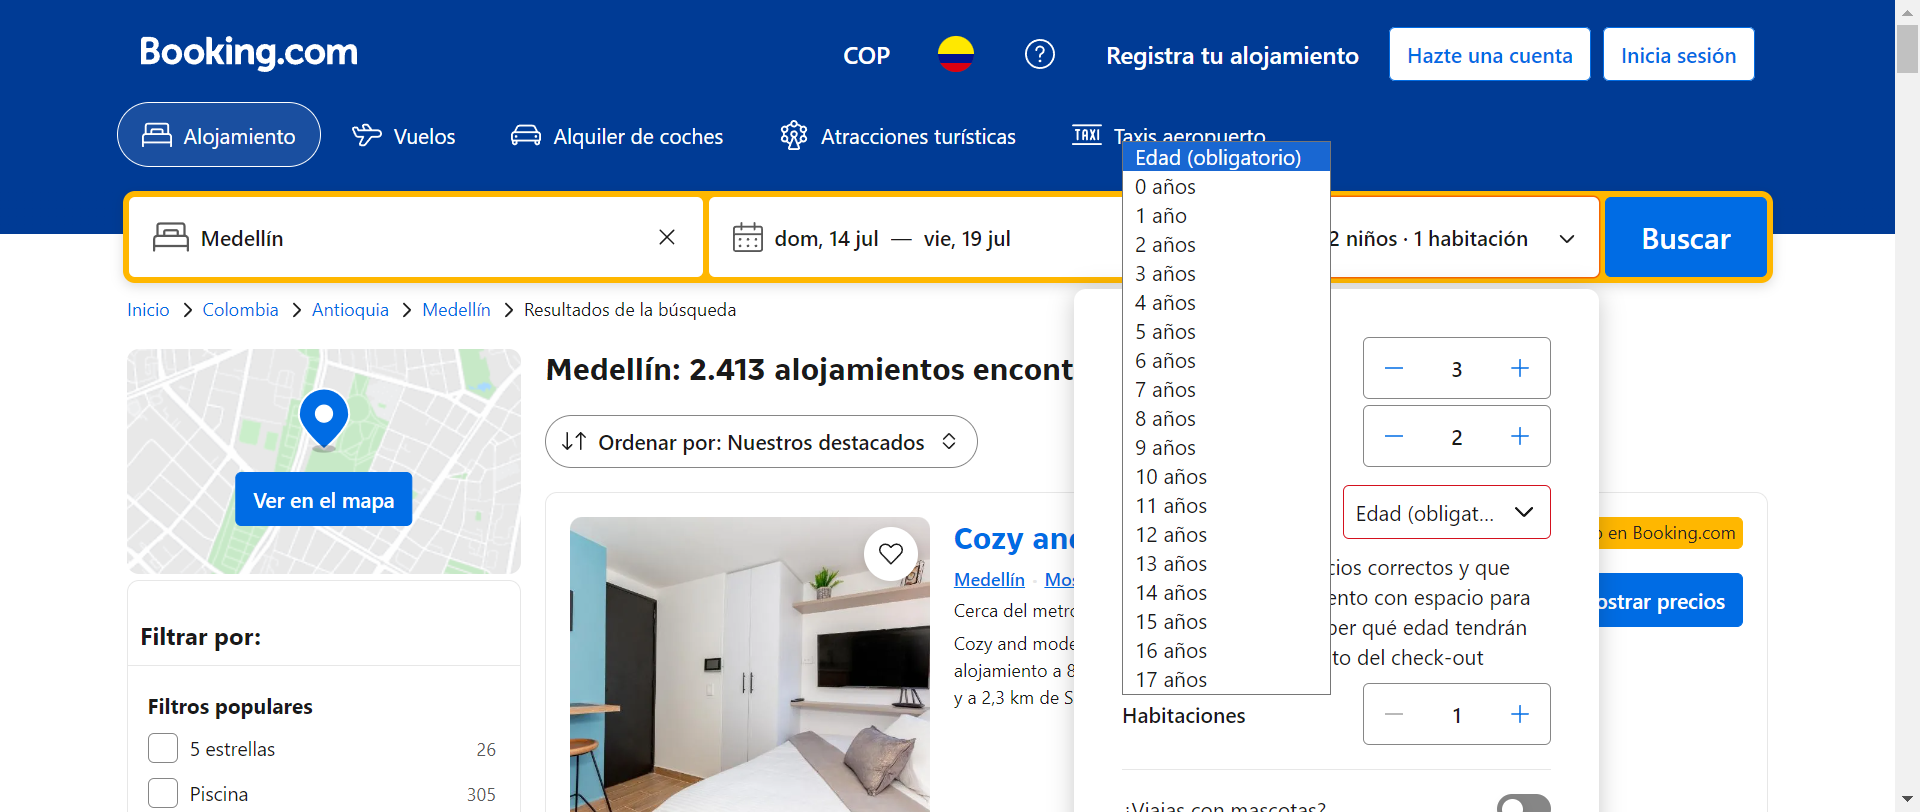 Booking.com
COP
Registra tu alojamiento
Hazte una cuenta
Inicia sesión
Alojamiento
Vuelos
Alquiler de coches
Atracciones turísticas
TAXI Taxis aeropuerto
Medellín
dom, 14 jul — vie, 19 jul
2 niños · 1 habitación
Buscar
Edad (obligatorio)
0 años
1 año
2 años
3 años
4 años
5 años
6 años
7 años
8 años
9 años
10 años
11 años
12 años
13 años
14 años
15 años
16 años
17 años
Inicio > Colombia > Antioquia > Medellín > Resultados de la búsqueda
Ver en el mapa
Filtrar por:
Filtros populares
5 estrellas 26
Piscina 305
Medellín: 2.413 alojamientos encont
Ordenar por: Nuestros destacados
Cozy an
Medellín · Mos
Cerca del metro
Cozy and mode
alojamiento a 8
y a 2,3 km de S
3
2
Edad (obligat...
cios correctos y que
ento con espacio para
ber qué edad tendrán
to del check-out
Habitaciones
1
¿Viajas con mascotas?
o en Booking.com
ostrar precios